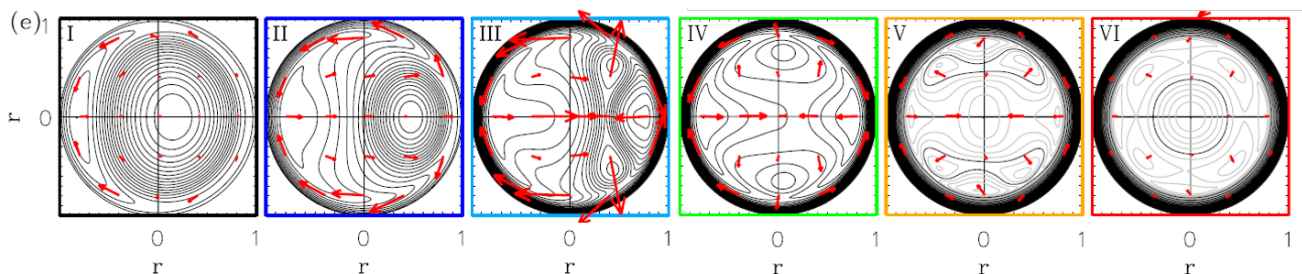 (e) 1 I II III IV V VI
r 0
0 1 0 1 0 1 0 1 0 1 0 1
r r r r r r